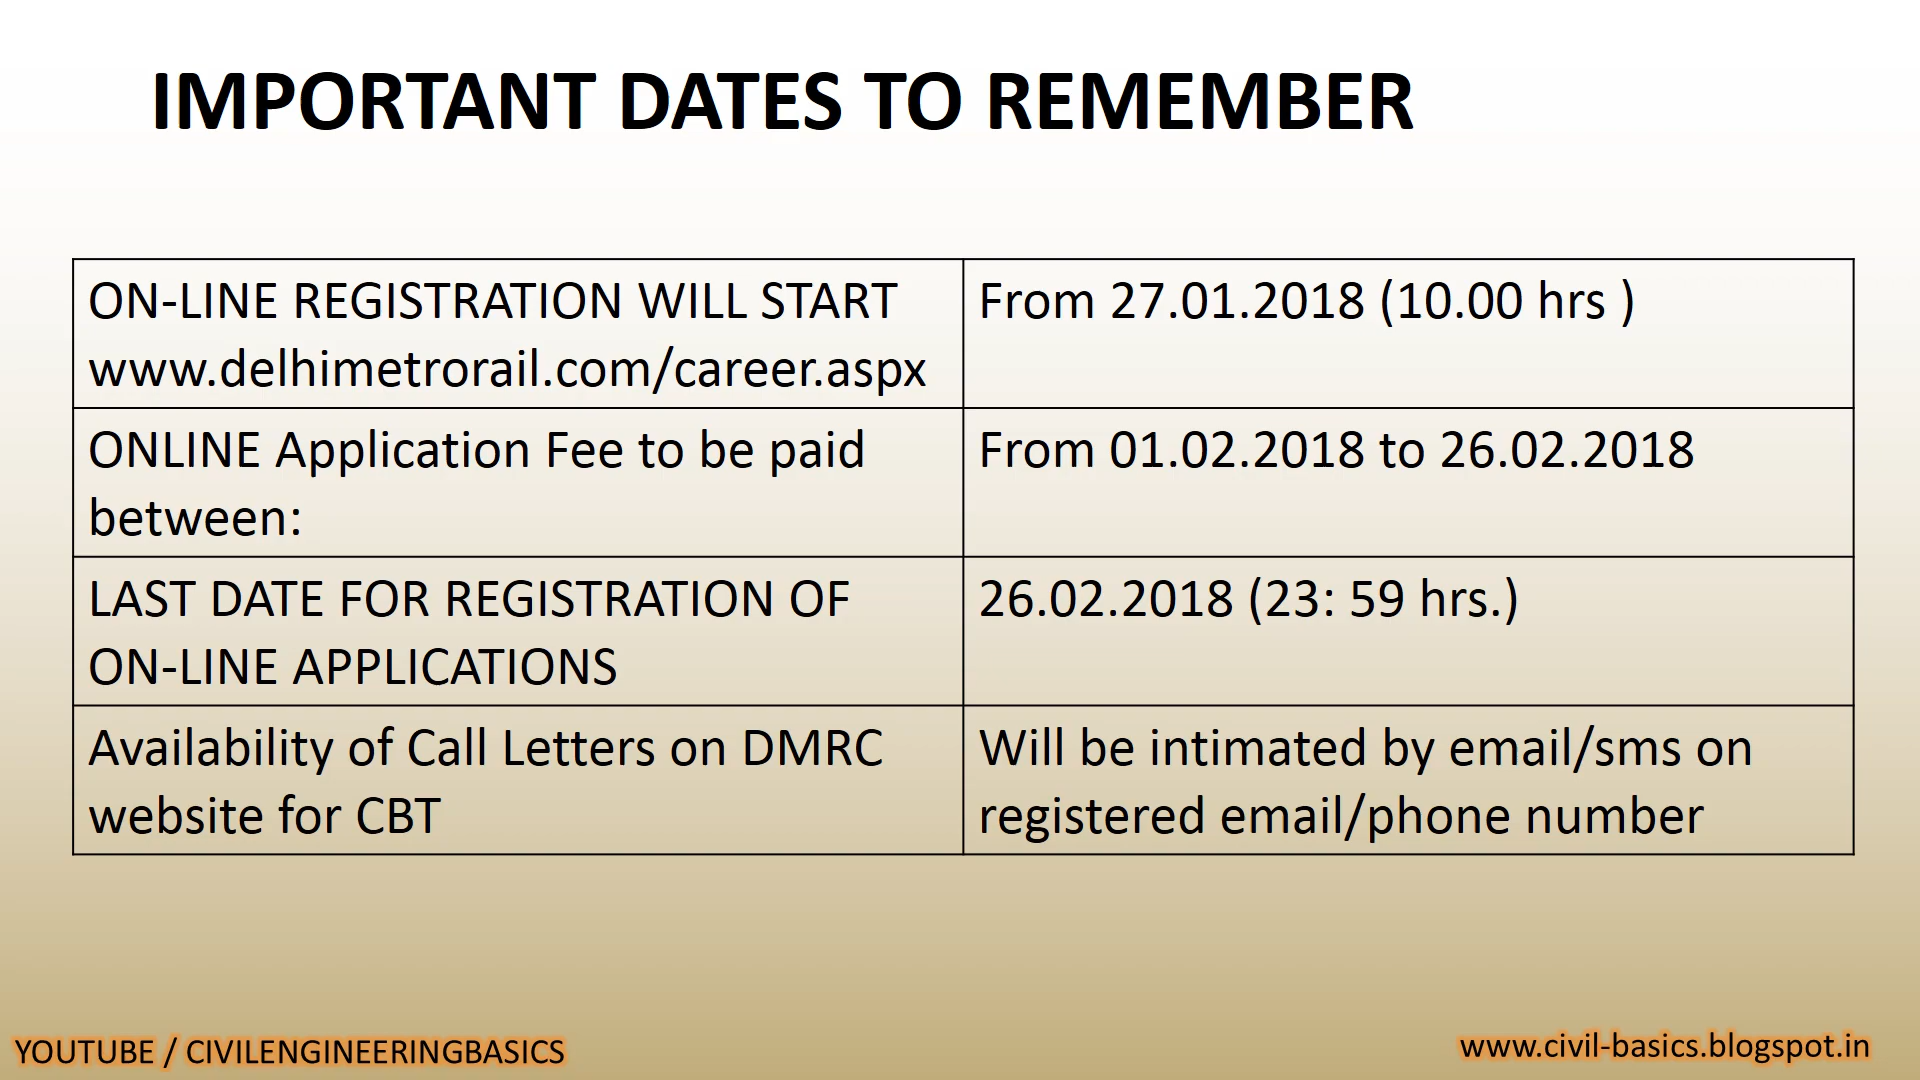 IMPORTANT DATES TO REMEMBER
ON-LINE REGISTRATION WILL START
www.delhimetrorail.com/career.aspx
From 27.01.2018 (10.00 hrs )
ONLINE Application Fee to be paid
between:
From 01.02.2018 to 26.02.2018
LAST DATE FOR REGISTRATION OF
ON-LINE APPLICATIONS
26.02.2018 (23: 59 hrs.)
Availability of Call Letters on DMRC
website for CBT
Will be intimated by email/sms on
registered email/phone number
YOUTUBE / CIVILENGINEERINGBASICS
www.civil-basics.blogspot.in